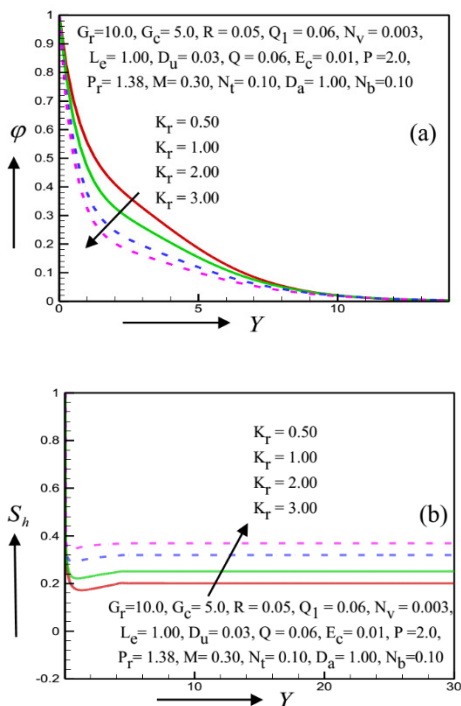 G_r=10.0, G_c= 5.0, R = 0.05, Q_1 = 0.06, N_v = 0.003,
L_e = 1.00, D_u = 0.03, Q = 0.06, E_c = 0.01, P =2.0,
P_r = 1.38, M= 0.30, N_t = 0.10, D_a = 1.00, N_b=0.10
(a)
K_r = 0.50
K_r = 1.00
K_r = 2.00
K_r = 3.00
φ
1
0.9
0.8
0.7
0.6
0.5
0.4
0.3
0.2
0.1
0
0 5 10
Y
K_r = 0.50
K_r = 1.00
K_r = 2.00
K_r = 3.00
(b)
S_h
1
0.8
0.6
0.4
0.2
0
-0.2
G_r=10.0, G_c= 5.0, R = 0.05, Q_1 = 0.06, N_v = 0.003,
L_e = 1.00, D_u = 0.03, Q = 0.06, E_c = 0.01, P =2.0,
P_r = 1.38, M= 0.30, N_t = 0.10, D_a = 1.00, N_b=0.10
0 10 20 30
Y